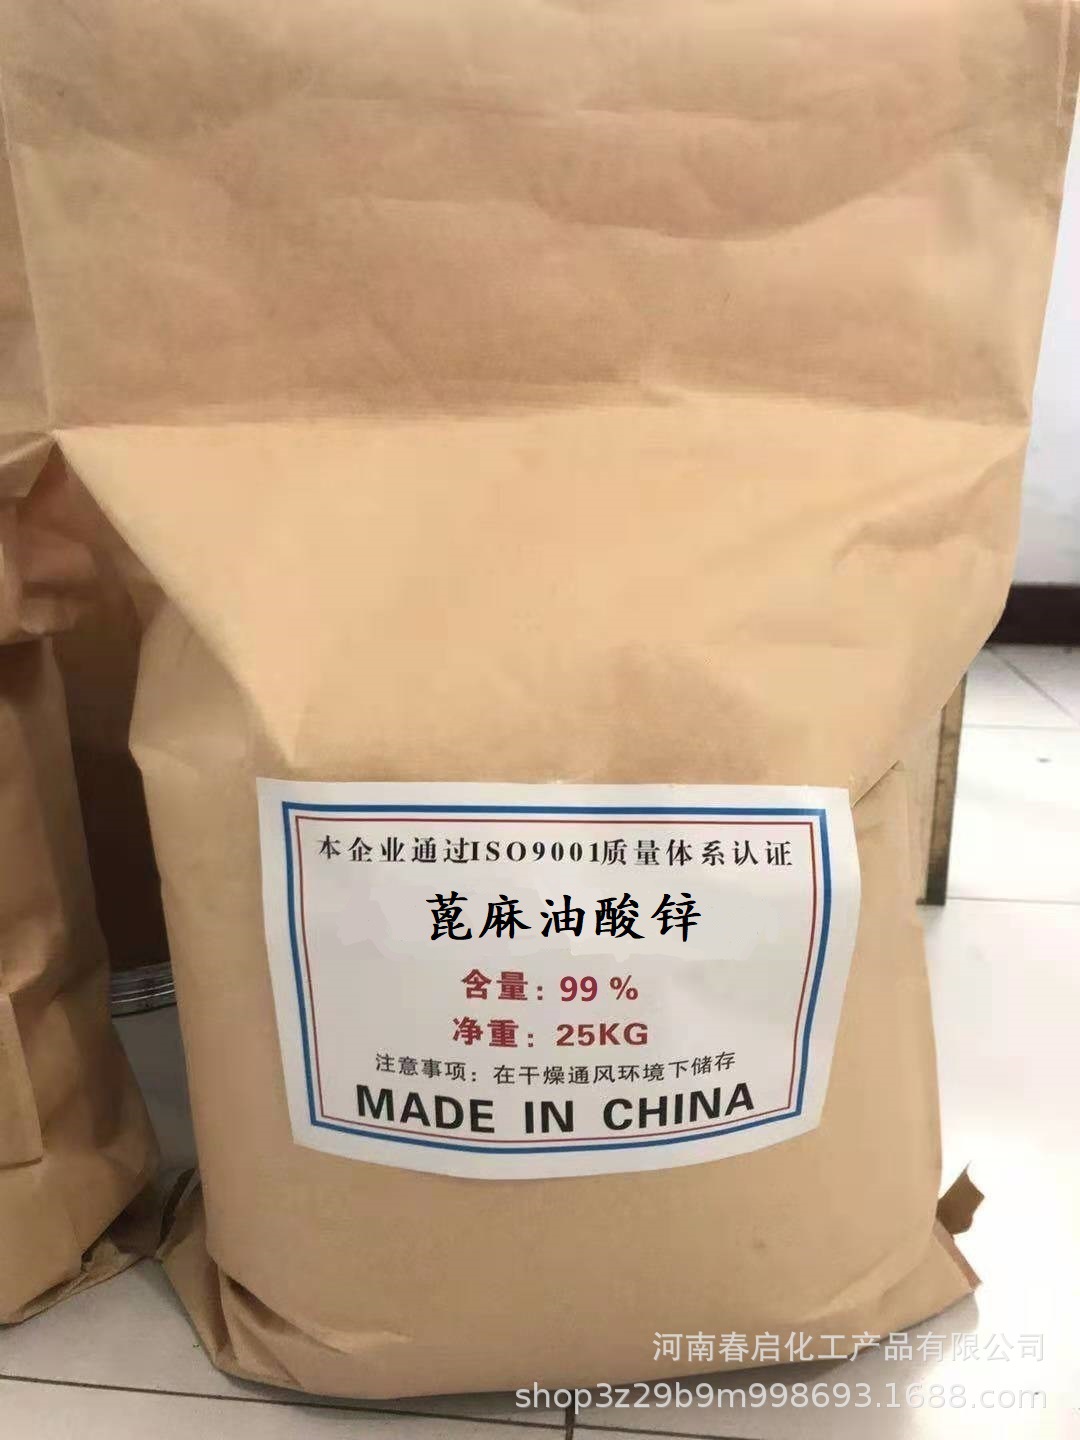 本企业通过ISO9001质量体系认证
蓖麻油酸锌
含量: 99 %
净重: 25KG
注意事项: 在干燥通风环境下储存
MADE IN CHINA
河南春启化工产品有限公司
shop3z29b9m998693.1688.com